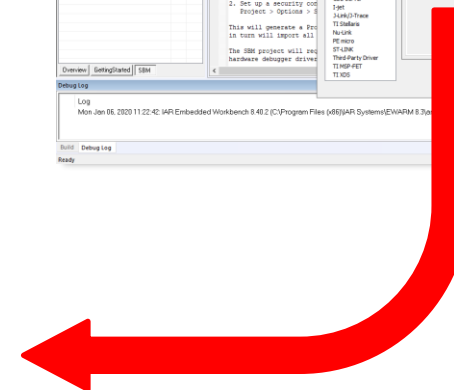 2. Set up a security con
Project > Options > S
This will generate a Pro
in turn will import all
The SBM project will req
hardware debugger driver
I-jet
J-Link/J-Trace
TI Stellaris
Nu-Link
PE micro
ST-LINK
Third-Party Driver
TI MSP-FET
TI XDS
Overview GettingStarted SBM
Debug Log
Log
Mon Jan 06, 2020 11:22:42: IAR Embedded Workbench 8.40.2 (C:\Program Files (x86)\IAR Systems\EWARM 8.3\a
Build Debug Log
Ready